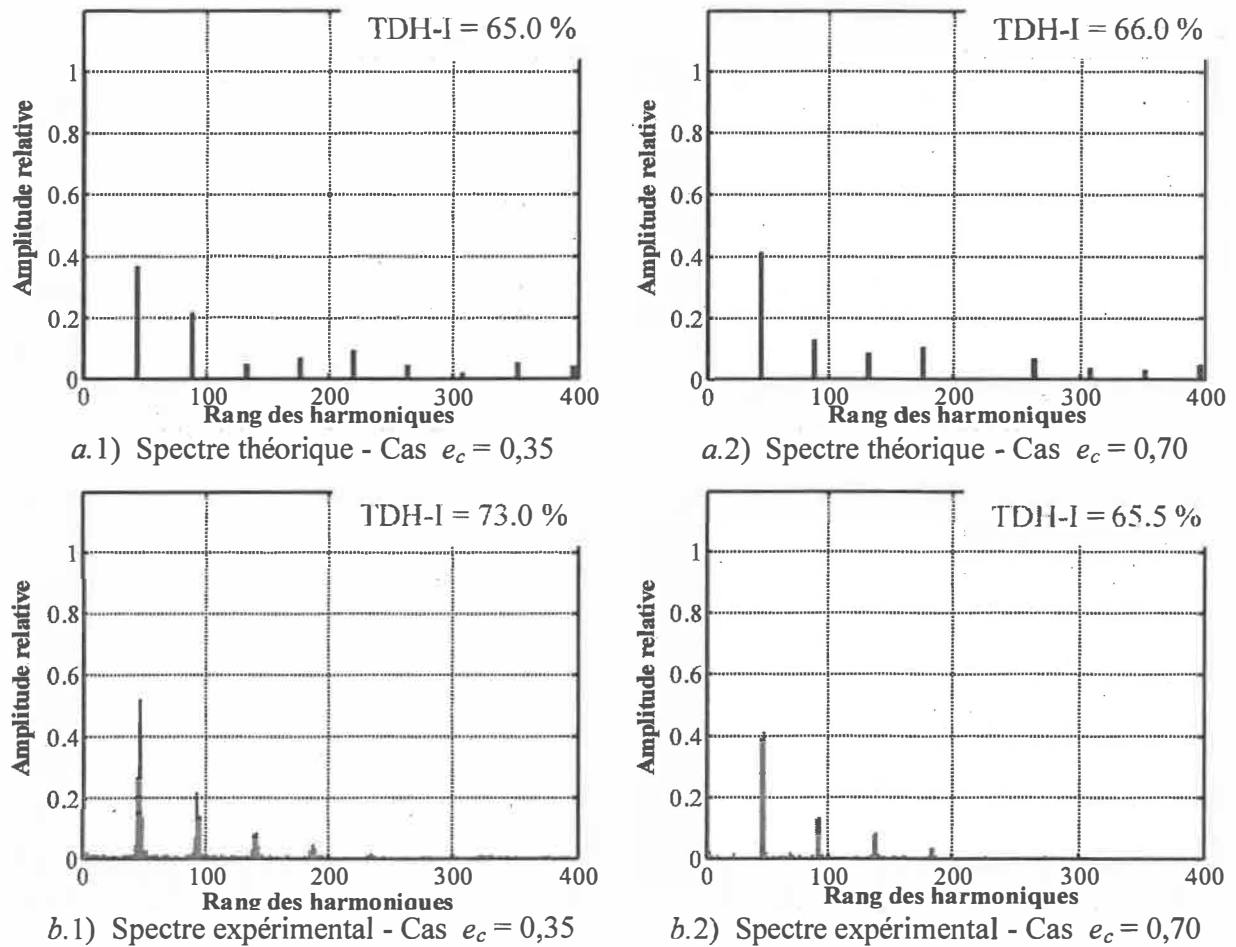 TDH-I = 65.0 %
Amplitude relative
1
0.8
0.6
0.4
0.2
0
0 100 200 300 400
Rang des harmoniques
a.1) Spectre théorique - Cas e_c = 0,35
TDH-I = 66.0 %
Amplitude relative
1
0.8
0.6
0.4
0.2
0
0 100 200 300 400
Rang des harmoniques
a.2) Spectre théorique - Cas e_c = 0,70
TDH-I = 73.0 %
Amplitude relative
1
0.8
0.6
0.4
0.2
0
0 100 200 300 400
Rang des harmoniques
b.1) Spectre expérimental - Cas e_c = 0,35
TDH-I = 65.5 %
Amplitude relative
1
0.8
0.6
0.4
0.2
0
0 100 200 300 400
Rang des harmoniques
b.2) Spectre expérimental - Cas e_c = 0,70